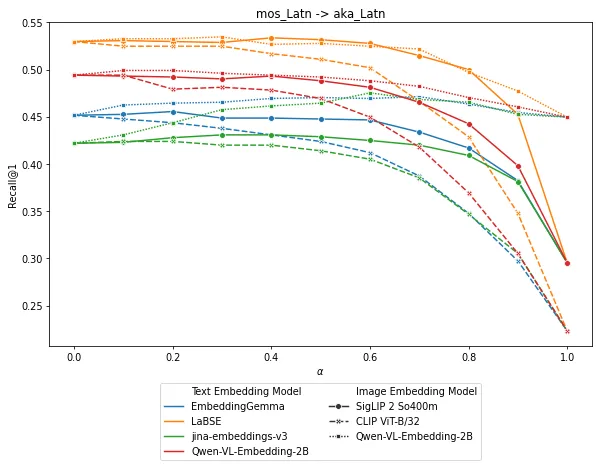 mos_Latn -> aka_Latn
Recall@1
0.55
0.50
0.45
0.40
0.35
0.30
0.25
0.0
0.2
0.4
0.6
0.8
1.0
α
Text Embedding Model
EmbeddingGemma
LaBSE
jina-embeddings-v3
Qwen-VL-Embedding-2B
Image Embedding Model
SigLIP 2 So400m
CLIP ViT-B/32
Qwen-VL-Embedding-2B